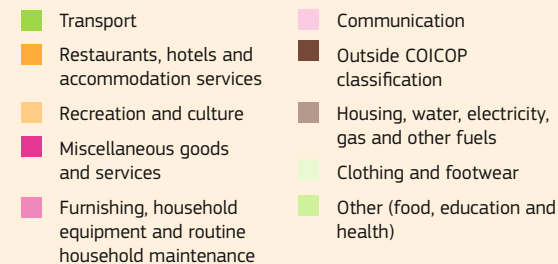 Transport
Restaurants, hotels and
accommodation services
Recreation and culture
Miscellaneous goods
and services
Furnishing, household
equipment and routine
household maintenance
Communication
Outside COICOP
classification
Housing, water, electricity,
gas and other fuels
Clothing and footwear
Other (food, education and
health)